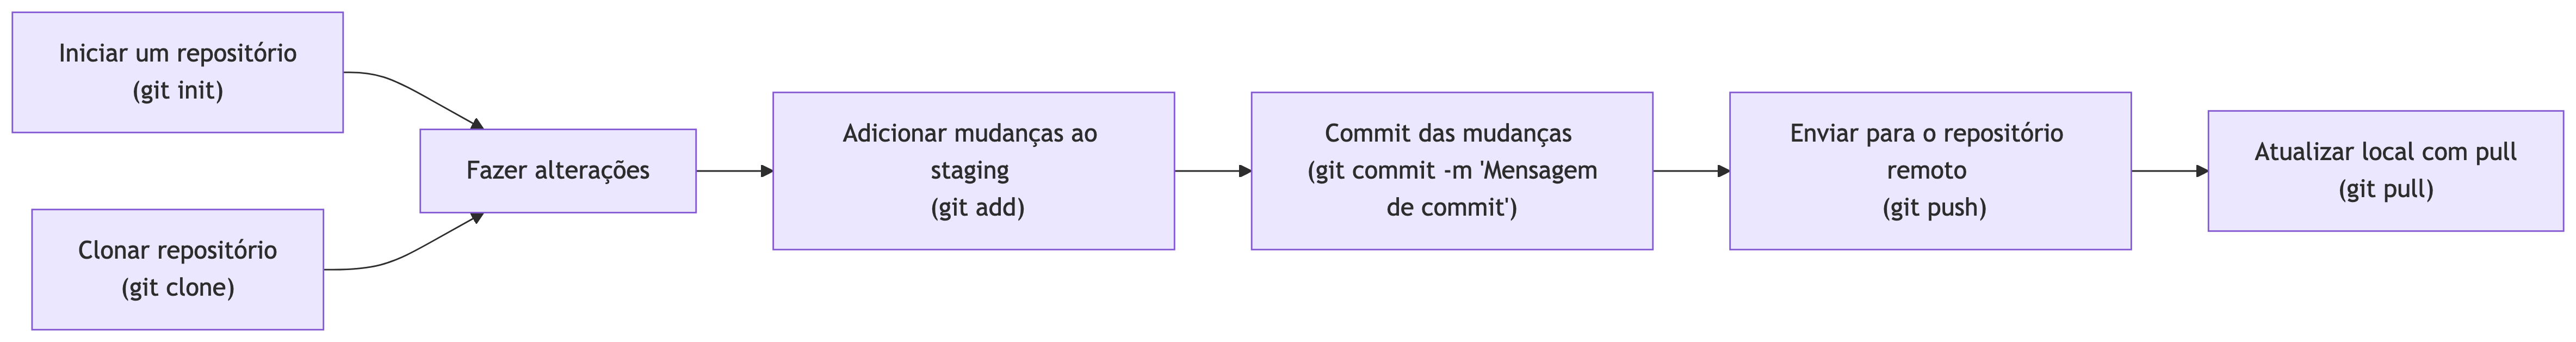 Iniciar um repositório
(git init)
Clonar repositório
(git clone)
Fazer alterações
Adicionar mudanças ao
staging
(git add)
Commit das mudanças
(git commit -m 'Mensagem
de commit')
Enviar para o repositório
remoto
(git push)
Atualizar local com pull
(git pull)